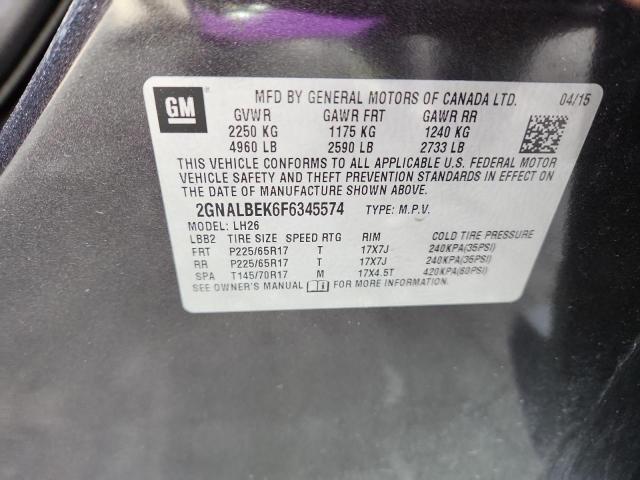 GM
MFD BY GENERAL MOTORS OF CANADA LTD. 04/15
GVWR GAWR FRT GAWR RR
2250 KG 1175 KG 1240 KG
4960 LB 2590 LB 2733 LB
THIS VEHICLE CONFORMS TO ALL APPLICABLE U.S. FEDERAL MOTOR
VEHICLE SAFETY AND THEFT PREVENTION STANDARDS IN EFFECT ON
THE DATE OF MANUFACTURE SHOWN ABOVE.
2GNALBEK6F6345574 TYPE: M.P.V.
MODEL: LH26
LBB2 TIRE SIZE SPEED RTG RIM COLD TIRE PRESSURE
FRT P225/65R17 T 17X7J 240KPA(35PSI)
RR P225/65R17 T 17X7J 240KPA(35PSI)
SPA T145/70R17 M 17X4.5T 420KPA(60PSI)
SEE OWNER'S MANUAL FOR MORE INFORMATION.